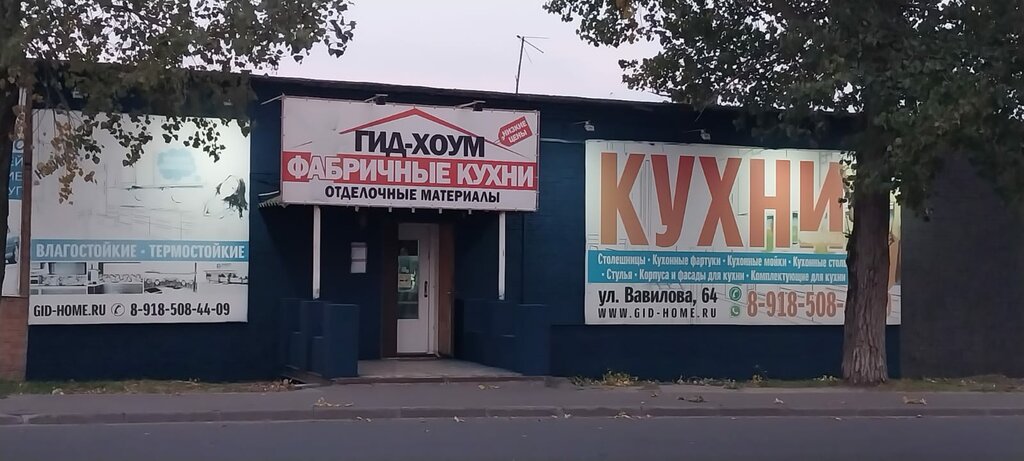 ВЛАГОСТОЙКИЕ • ТЕРМОСТОЙКИЕ
GID-HOME.RU 8-918-508-44-09
ГИД-ХОУМ
НИЗКИЕ
ЦЕНЫ
ФАБРИЧНЫЕ КУХНИ
ОТДЕЛОЧНЫЕ МАТЕРИАЛЫ
КУХНИ
Столешницы • Кухонные фартуки • Кухонные мойки • Кухонные
• Стулья • Корпуса и фасады для кухни • Комплектующие для кухни
ул. Вавилова, 64
8-918-508-
WWW.GID-HOME.RU